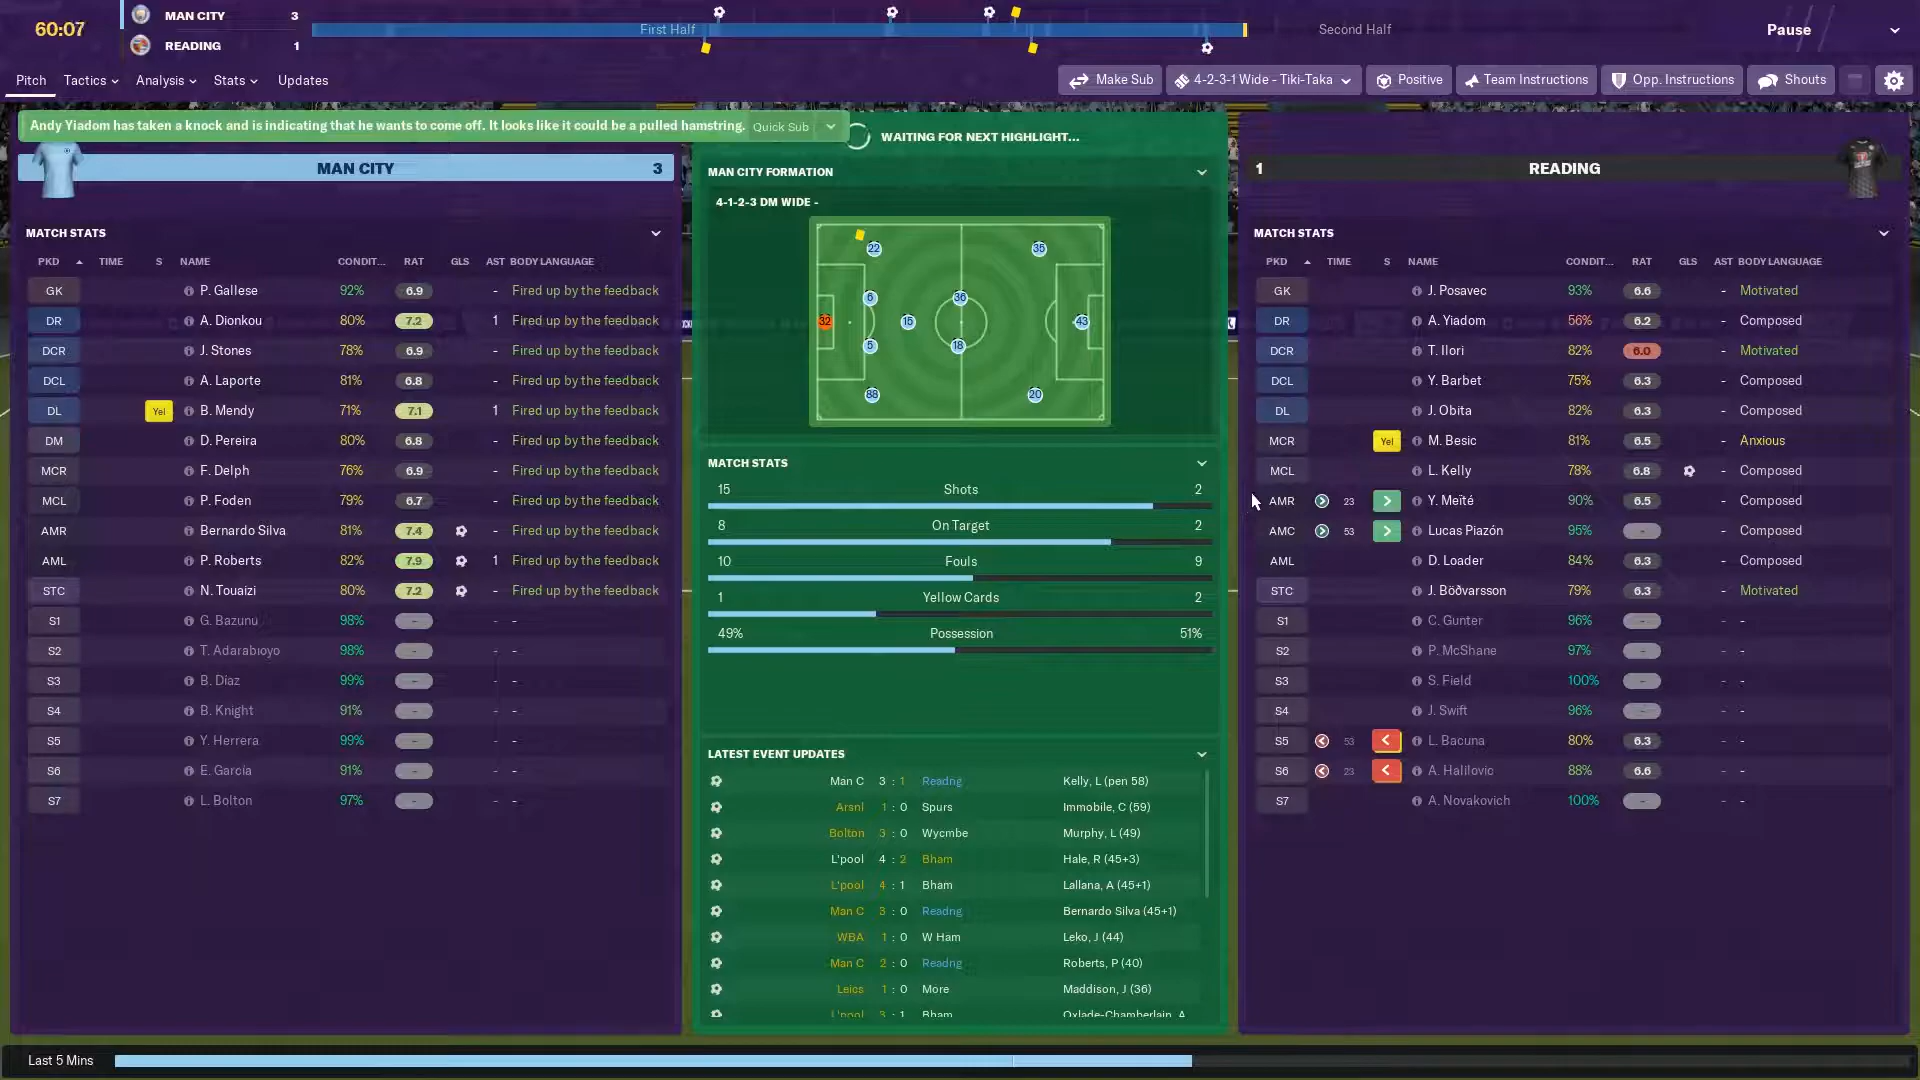 60:07
MAN CITY 3
READING 1
First Half
Second Half
Pause
Pitch Tactics Analysis Stats Updates
Make Sub 4-2-3-1 Wide - Tiki-Taka Positive Team Instructions Opp. Instructions Shouts
Andy Yiadom has taken a knock and is indicating that he wants to come off. It looks like it could be a pulled hamstring. Quick Sub
WAITING FOR NEXT HIGHLIGHT...
MAN CITY 3
MATCH STATS
PKD TIME S NAME CONDIT... RAT GLS AST BODY LANGUAGE
GK P. Gallese 92% 6.9 - Fired up by the feedback
DR A. Dionkou 80% 7.2 1 Fired up by the feedback
DCR J. Stones 78% 6.9 - Fired up by the feedback
DCL A. Laporte 81% 6.8 - Fired up by the feedback
DL Yel B. Mendy 71% 7.1 1 Fired up by the feedback
DM D. Pereira 80% 6.8 - Fired up by the feedback
MCR F. Delph 76% 6.9 - Fired up by the feedback
MCL P. Foden 79% 6.7 - Fired up by the feedback
AMR Bernardo Silva 81% 7.4 - Fired up by the feedback
AML P. Roberts 82% 7.9 1 Fired up by the feedback
STC N. Touaizi 80% 7.2 - Fired up by the feedback
S1 G. Bazunu 98% - - -
S2 T. Adarabioyo 98% - - -
S3 B. Diaz 99% - - -
S4 B. Knight 91% - - -
S5 Y. Herrera 99% - - -
S6 E. García 91% - - -
S7 L. Bolton 97% - - -
MAN CITY FORMATION
4-1-2-3 DM WIDE -
22 35
6 36
32 15 43
5 18
88 20
MATCH STATS
15 Shots 2
8 On Target 2
10 Fouls 9
1 Yellow Cards 2
49% Possession 51%
LATEST EVENT UPDATES
Man C 3 : 1 Readng Kelly, L (pen 58)
Arsnl 1 : 0 Spurs Immobile, C (59)
Bolton 3 : 0 Wycmbe Murphy, L (49)
L'pool 4 : 2 Bham Hale, R (45+3)
L'pool 4 : 1 Bham Lallana, A (45+1)
Man C 3 : 0 Readng Bernardo Silva (45+1)
WBA 1 : 0 W Ham Leko, J (44)
Man C 2 : 0 Readng Roberts, P (40)
Leics 1 : 0 More Maddison, J (36)
L'pool 3 : 1 Bham Oxlade-Chamberlain, A
1 READING
MATCH STATS
PKD TIME S NAME CONDIT... RAT GLS AST BODY LANGUAGE
GK J. Posavec 93% 6.6 - Motivated
DR A. Yiadom 56% 6.2 - Composed
DCR T. Ilori 82% 6.0 - Motivated
DCL Y. Barbet 75% 6.3 - Composed
DL J. Obita 82% 6.3 - Composed
MCR Yel M. Besic 81% 6.5 - Anxious
MCL L. Kelly 78% 6.8 - Composed
AMR 23 Y. Meïté 90% 6.5 - Composed
AMC 53 Lucas Piazón 95% - - Composed
AML D. Loader 84% 6.3 - Composed
STC J. Böðvarsson 79% 6.3 - Motivated
S1 C. Gunter 96% - - -
S2 P. McShane 97% - - -
S3 S. Field 100% - - -
S4 J. Swift 96% - - -
S5 53 L. Bacuna 80% 6.3 - -
S6 23 A. Halilovic 88% 6.6 - -
S7 A. Novakovich 100% - - -
Last 5 Mins